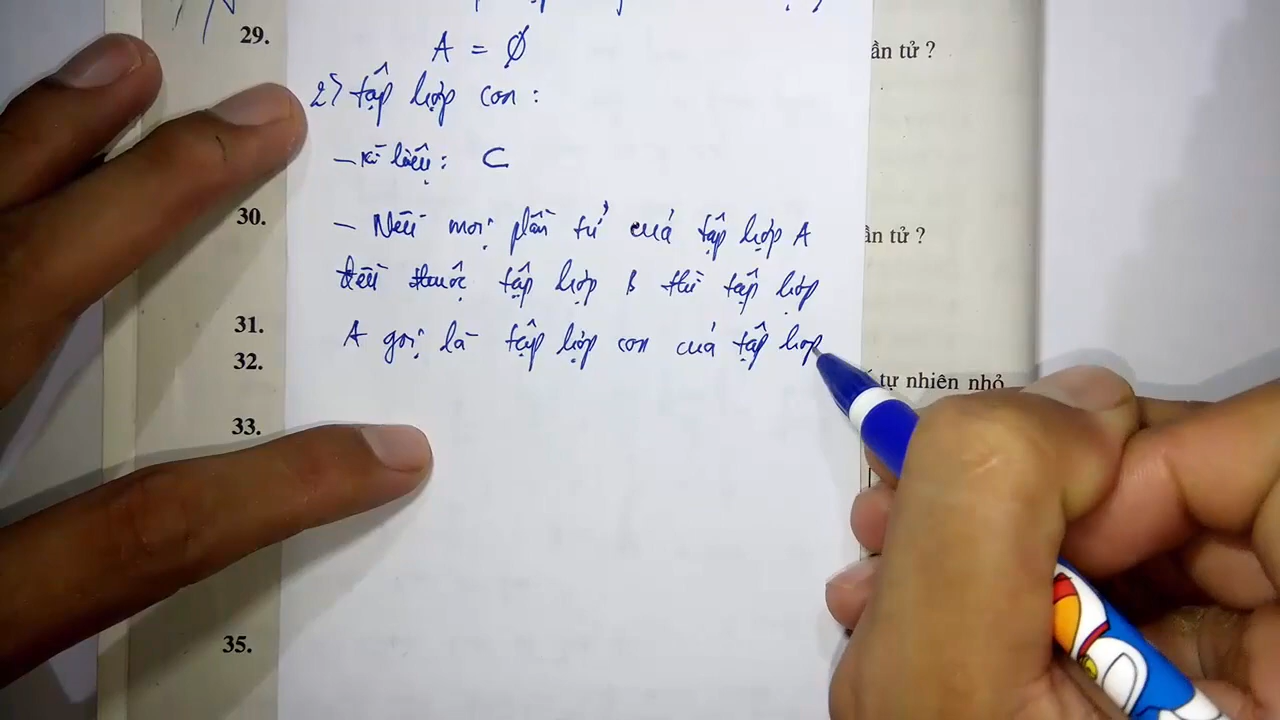 29.
A = Ø
ần tử ?
2) tập hợp con :
– Kí hiệu : ⊂
30.
– Nếu mọi phần tử của tập hợp A
ần tử ?
đều thuộc tập hợp B thì tập hợp
31.
A gọi là tập hợp con của tập hợp
32.
tự nhiên nhỏ
33.
35.